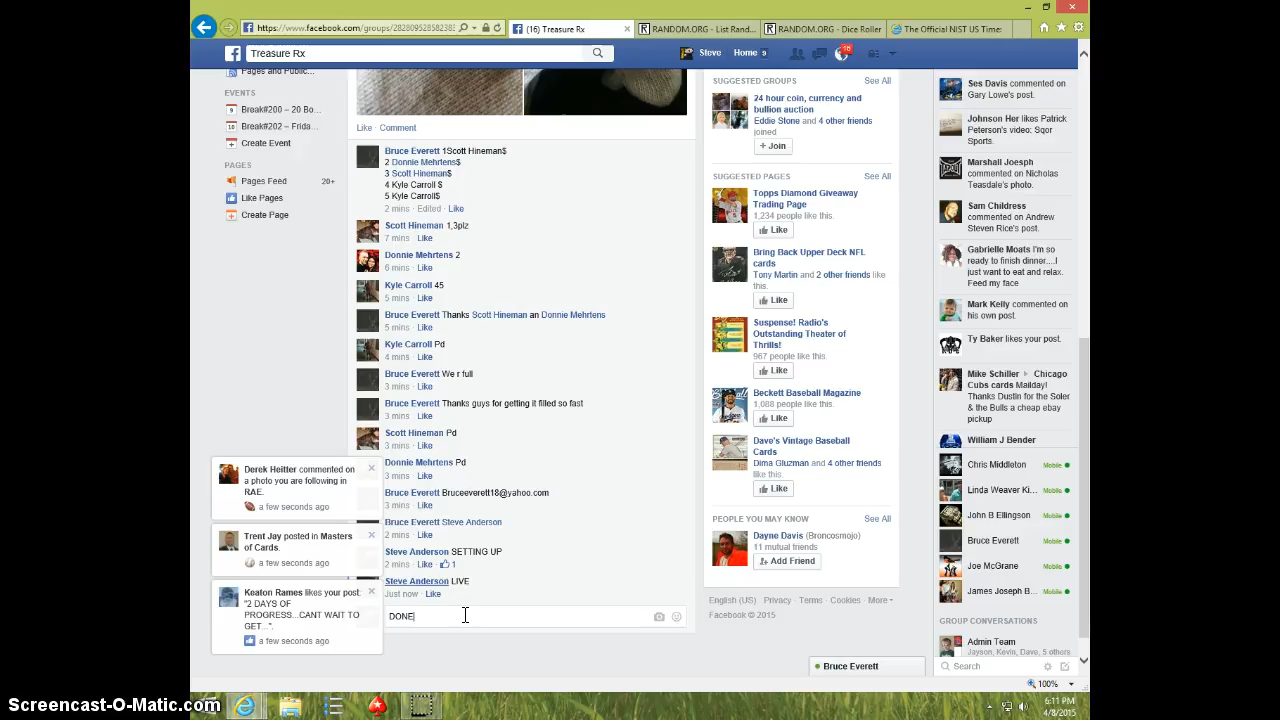 https://www.facebook.com/groups/282809528582383
(16) Treasure Rx
RANDOM.ORG - List Rand...
RANDOM.ORG - Dice Roller
The Official NIST US Time:
Treasure Rx
Steve
Home 9
16
Pages and Public...
EVENTS
Break#200 – 20 Bo...
Break#202 – Frida...
Create Event
PAGES
Pages Feed 20+
Like Pages
Create Page
Like · Comment
Bruce Everett 1Scott Hineman$
2 Donnie Mehrtens$
3 Scott Hineman$
4 Kyle Carroll $
5 Kyle Carroll$
2 mins · Edited · Like
Scott Hineman 1,3plz
7 mins · Like
Donnie Mehrtens 2
6 mins · Like
Kyle Carroll 45
5 mins · Like
Bruce Everett Thanks Scott Hineman an Donnie Mehrtens
5 mins · Like
Kyle Carroll Pd
4 mins · Like
Bruce Everett We r full
3 mins · Like
Bruce Everett Thanks guys for getting it filled so fast
3 mins · Like
Scott Hineman Pd
3 mins · Like
Donnie Mehrtens Pd
3 mins · Like
Bruce Everett Bruceeverett18@yahoo.com
3 mins · Like
Bruce Everett Steve Anderson
2 mins · Like
Steve Anderson SETTING UP
2 mins · Like · 1
Steve Anderson LIVE
Just now · Like
DONE
Derek Heitter commented on
a photo you are following in
RAE.
a few seconds ago
Trent Jay posted in Masters
of Cards.
a few seconds ago
Keaton Rames likes your post:
"2 DAYS OF
PROGRESS...CANT WAIT TO
GET...".
a few seconds ago
SUGGESTED GROUPS See All
24 hour coin, currency and
bullion auction
Eddie Stone and 4 other friends
joined
+ Join
SUGGESTED PAGES See All
Topps Diamond Giveaway
Trading Page
1,234 people like this.
Like
Bring Back Upper Deck NFL
cards
Tony Martin and 2 other friends like
this.
Like
Suspense! Radio's
Outstanding Theater of
Thrills!
967 people like this.
Like
Beckett Baseball Magazine
1,088 people like this.
Like
Dave's Vintage Baseball
Cards
Dima Gluzman and 4 other friends
like this.
Like
PEOPLE YOU MAY KNOW See All
Dayne Davis (Broncosmojo)
11 mutual friends
Add Friend
English (US) · Privacy · Terms · Cookies · More
Facebook © 2015
Ses Davis commented on
Gary Lowe's post.
Johnson Her likes Patrick
Peterson's video: Sqor
Sports.
Marshall Joesph
commented on Nicholas
Teasdale's photo.
Sam Childress
commented on Andrew
Steven Rice's post.
Gabrielle Moats I'm so
ready to finish dinner....I
just want to eat and relax.
Feed my face
Mark Kelly commented on
his own post.
Ty Baker likes your post.
Mike Schiller Chicago
Cubs cards Mailday!
Thanks Dustin for the Soler
& the Bulls a cheap ebay
pickup
William J Bender
Chris Middleton Mobile
Linda Weaver Ki... Mobile
John B Ellingson Mobile
Bruce Everett Mobile
Joe McGrane Mobile
James Joseph B... Mobile
GROUP CONVERSATIONS
Admin Team
Jayson, Kevin, Dave, 5 others
Search
Bruce Everett
100%
Screencast-O-Matic.com
6:11 PM
4/8/2015